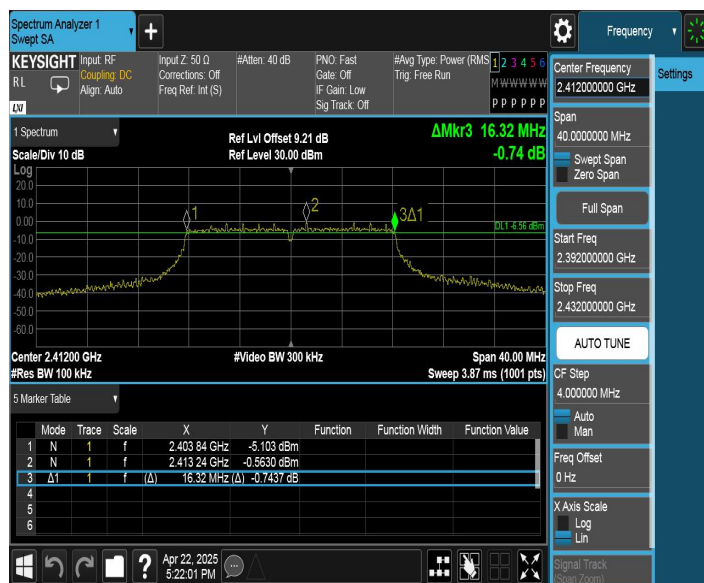 Spectrum Analyzer 1
Swept SA
Frequency
KEYSIGHT
RL
LXI
Input: RF
Coupling: DC
Align: Auto
Input Z: 50 Ω
Corrections: Off
Freq Ref: Int (S)
#Atten: 40 dB
PNO: Fast
Gate: Off
IF Gain: Low
Sig Track: Off
#Avg Type: Power (RMS
Trig: Free Run
1 2 3 4 5 6
M W W W W W
P P P P P P
Center Frequency
2.412000000 GHz
Settings
Span
40.0000000 MHz
Swept Span
Zero Span
Full Span
Start Freq
2.392000000 GHz
Stop Freq
2.432000000 GHz
AUTO TUNE
CF Step
4.000000 MHz
Auto
Man
Freq Offset
0 Hz
X Axis Scale
Log
Lin
Signal Track
(Span Zoom)
1 Spectrum
Scale/Div 10 dB
Ref Lvl Offset 9.21 dB
Ref Level 30.00 dBm
ΔMkr3 16.32 MHz
-0.74 dB
Log
20.0
10.0
0.00
-10.0
-20.0
-30.0
-40.0
-50.0
-60.0
1
2
3Δ1
DL1 -6.56 dBm
Center 2.41200 GHz
#Video BW 300 kHz
Span 40.00 MHz
#Res BW 100 kHz
Sweep 3.87 ms (1001 pts)
5 Marker Table
Mode Trace Scale X Y Function Function Width Function Value
1 N 1 f 2.403 84 GHz -5.103 dBm
2 N 1 f 2.413 24 GHz -0.5630 dBm
3 Δ1 1 f (Δ) 16.32 MHz (Δ) -0.7437 dB
4
5
6
Apr 22, 2025
5:22:01 PM